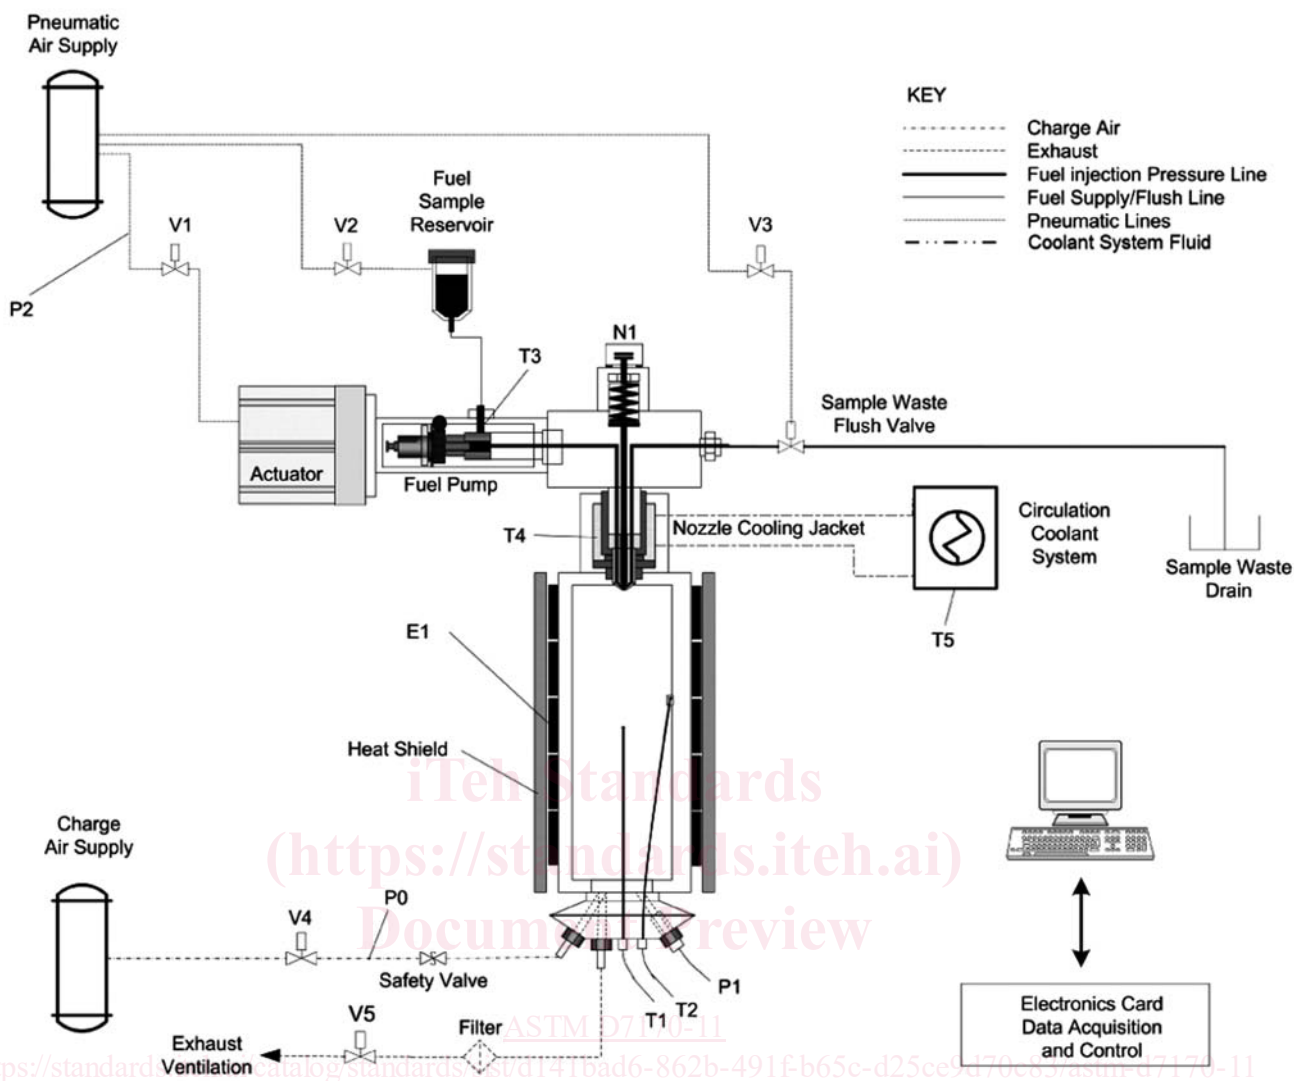 Pneumatic
Air Supply
KEY
Charge Air
Exhaust
Fuel injection Pressure Line
Fuel Supply/Flush Line
Pneumatic Lines
Coolant System Fluid
Fuel
Sample
Reservoir
V1
V2
V3
P2
N1
T3
Sample Waste
Flush Valve
Actuator
Fuel Pump
T4
Nozzle Cooling Jacket
Circulation
Coolant
System
Sample Waste
Drain
T5
E1
Heat Shield
iTeh Standards
(https://standards.iteh.ai)
Document Preview
Charge
Air Supply
V4
P0
Safety Valve
P1
T2
T1
V5
Filter
Exhaust
Ventilation
Electronics Card
Data Acquisition
and Control
ASTM D7170-11